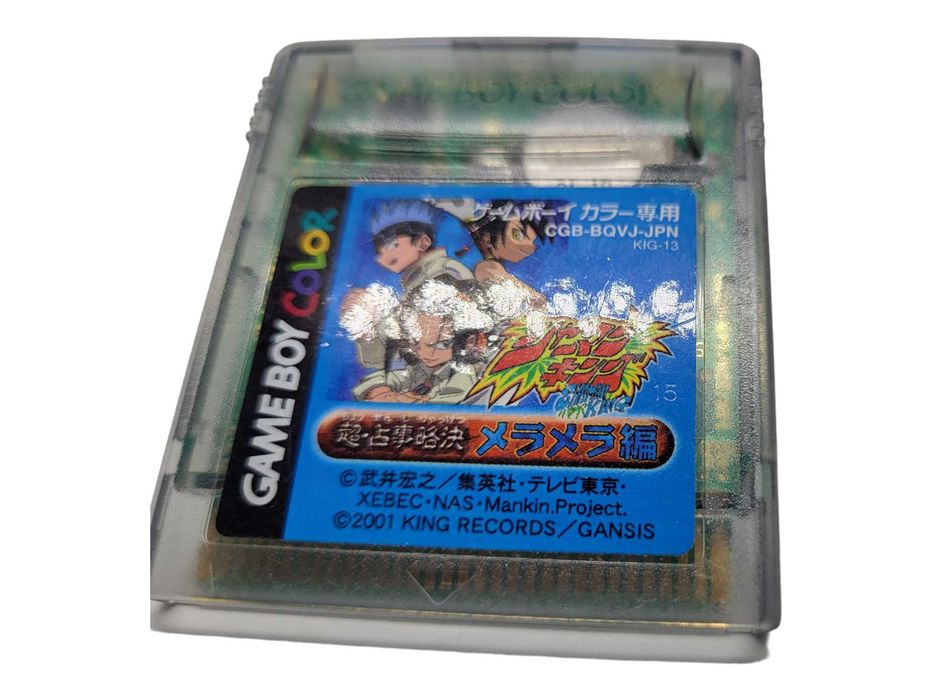 GAME BOY COLOR
GAME BOY COLOR
ゲームボーイ カラー専用
CGB-BQVJ-JPN
KIG-13
シャーマン
キング
SHAMAN
KING
15
超・占事略決 メラメラ編
©武井宏之／集英社・テレビ東京・
XEBEC・NAS・Mankin.Project.
©2001 KING RECORDS／GANSIS